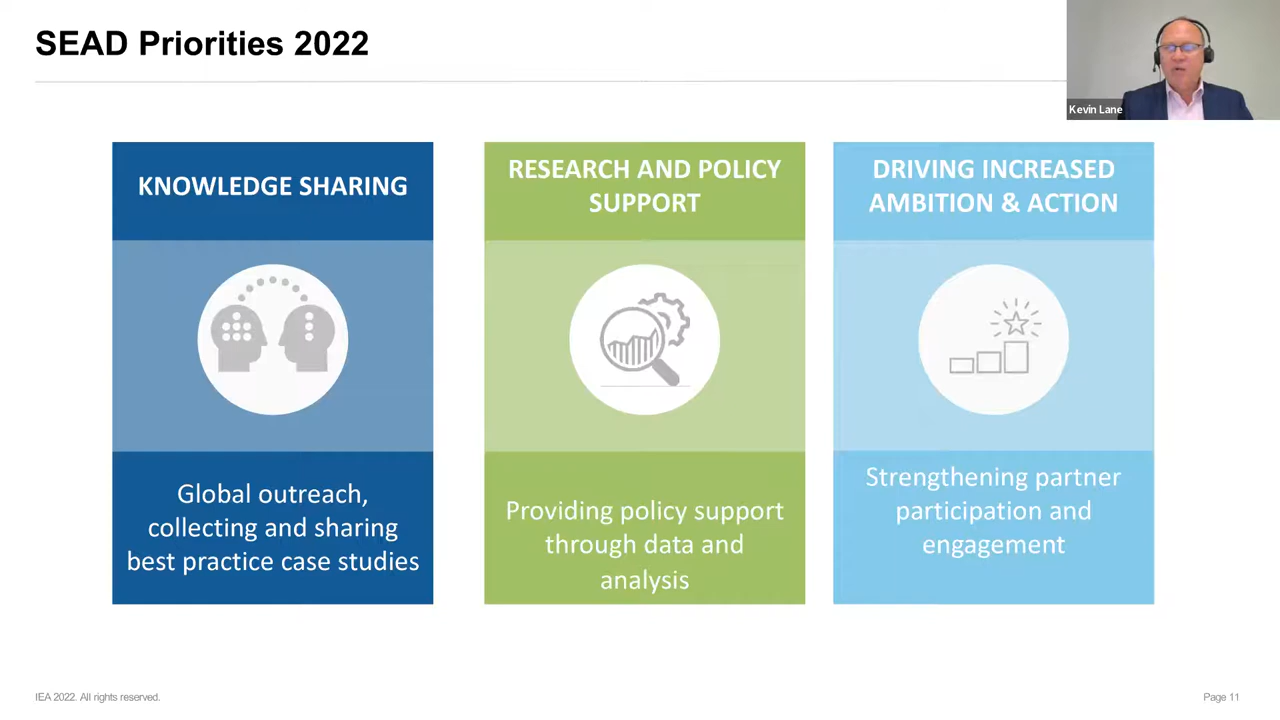 SEAD Priorities 2022
Kevin Lane
KNOWLEDGE SHARING
Global outreach,
collecting and sharing
best practice case studies
RESEARCH AND POLICY
SUPPORT
Providing policy support
through data and
analysis
DRIVING INCREASED
AMBITION & ACTION
Strengthening partner
participation and
engagement
IEA 2022. All rights reserved.
Page 11